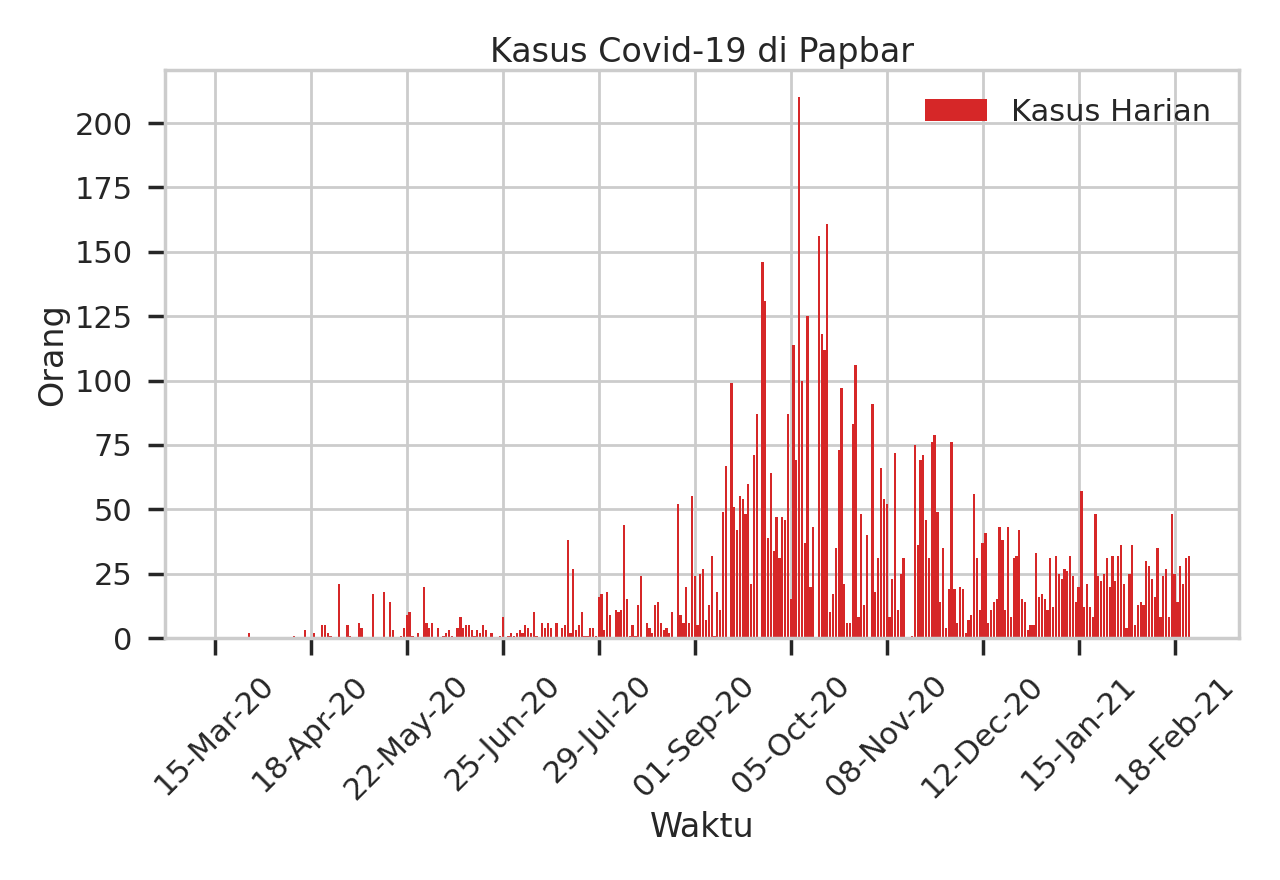 Kasus Covid-19 di Papbar
Kasus Harian
200
175
150
125
100
75
50
25
0
Orang
15-Mar-20
18-Apr-20
22-May-20
25-Jun-20
29-Jul-20
01-Sep-20
05-Oct-20
08-Nov-20
12-Dec-20
15-Jan-21
18-Feb-21
Waktu